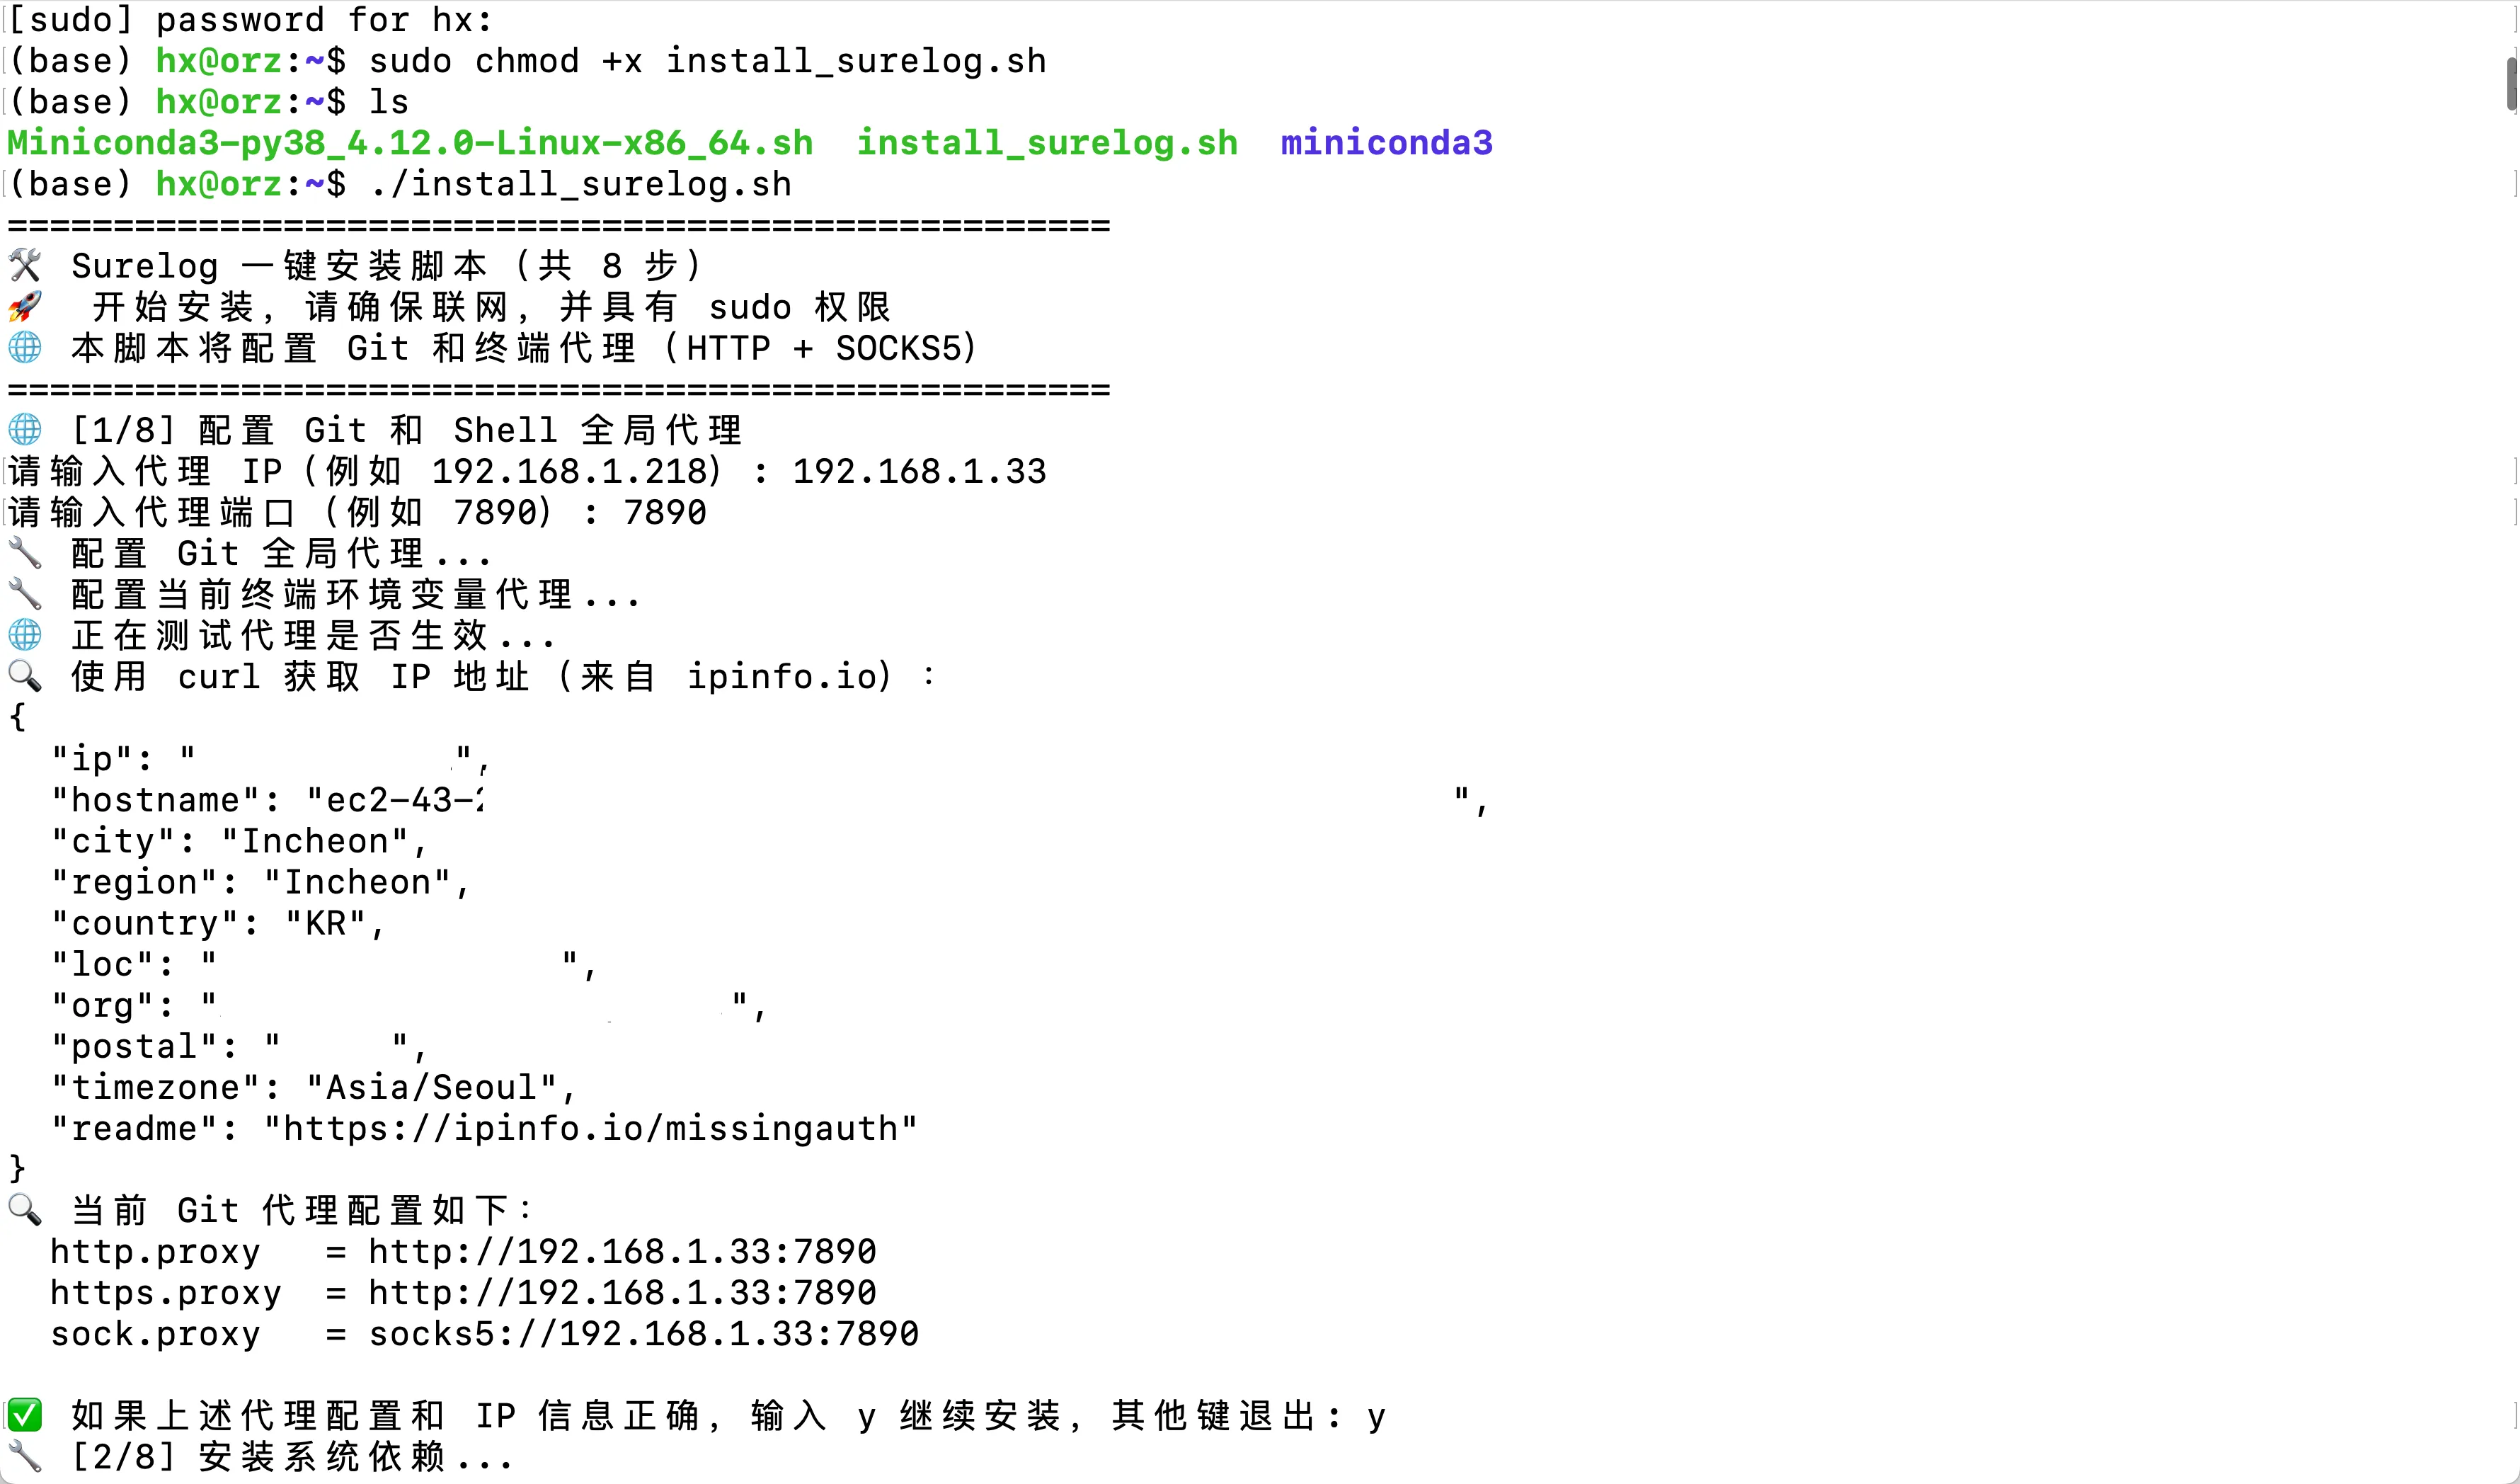 [sudo] password for hx:
(base) hx@orz:~$ sudo chmod +x install_surelog.sh
(base) hx@orz:~$ ls
Miniconda3-py38_4.12.0-Linux-x86_64.sh  install_surelog.sh  miniconda3
(base) hx@orz:~$ ./install_surelog.sh
====================================================
🛠 Surelog 一键安装脚本（共 8 步）
🚀 开始安装，请确保联网，并具有 sudo 权限
🌐 本脚本将配置 Git 和终端代理（HTTP + SOCKS5）
====================================================
🌐 [1/8] 配置 Git 和 Shell 全局代理
请输入代理 IP（例如 192.168.1.218）: 192.168.1.33
请输入代理端口（例如 7890）: 7890
🔧 配置 Git 全局代理...
🔧 配置当前终端环境变量代理...
🌐 正在测试代理是否生效...
🔍 使用 curl 获取 IP 地址（来自 ipinfo.io）：
{
  "ip": "",
  "hostname": "ec2-43-",
  "city": "Incheon",
  "region": "Incheon",
  "country": "KR",
  "loc": "",
  "org": "",
  "postal": "",
  "timezone": "Asia/Seoul",
  "readme": "https://ipinfo.io/missingauth"
}
🔍 当前 Git 代理配置如下：
  http.proxy   = http://192.168.1.33:7890
  https.proxy  = http://192.168.1.33:7890
  sock.proxy   = socks5://192.168.1.33:7890
✅ 如果上述代理配置和 IP 信息正确，输入 y 继续安装，其他键退出: y
🔧 [2/8] 安装系统依赖...